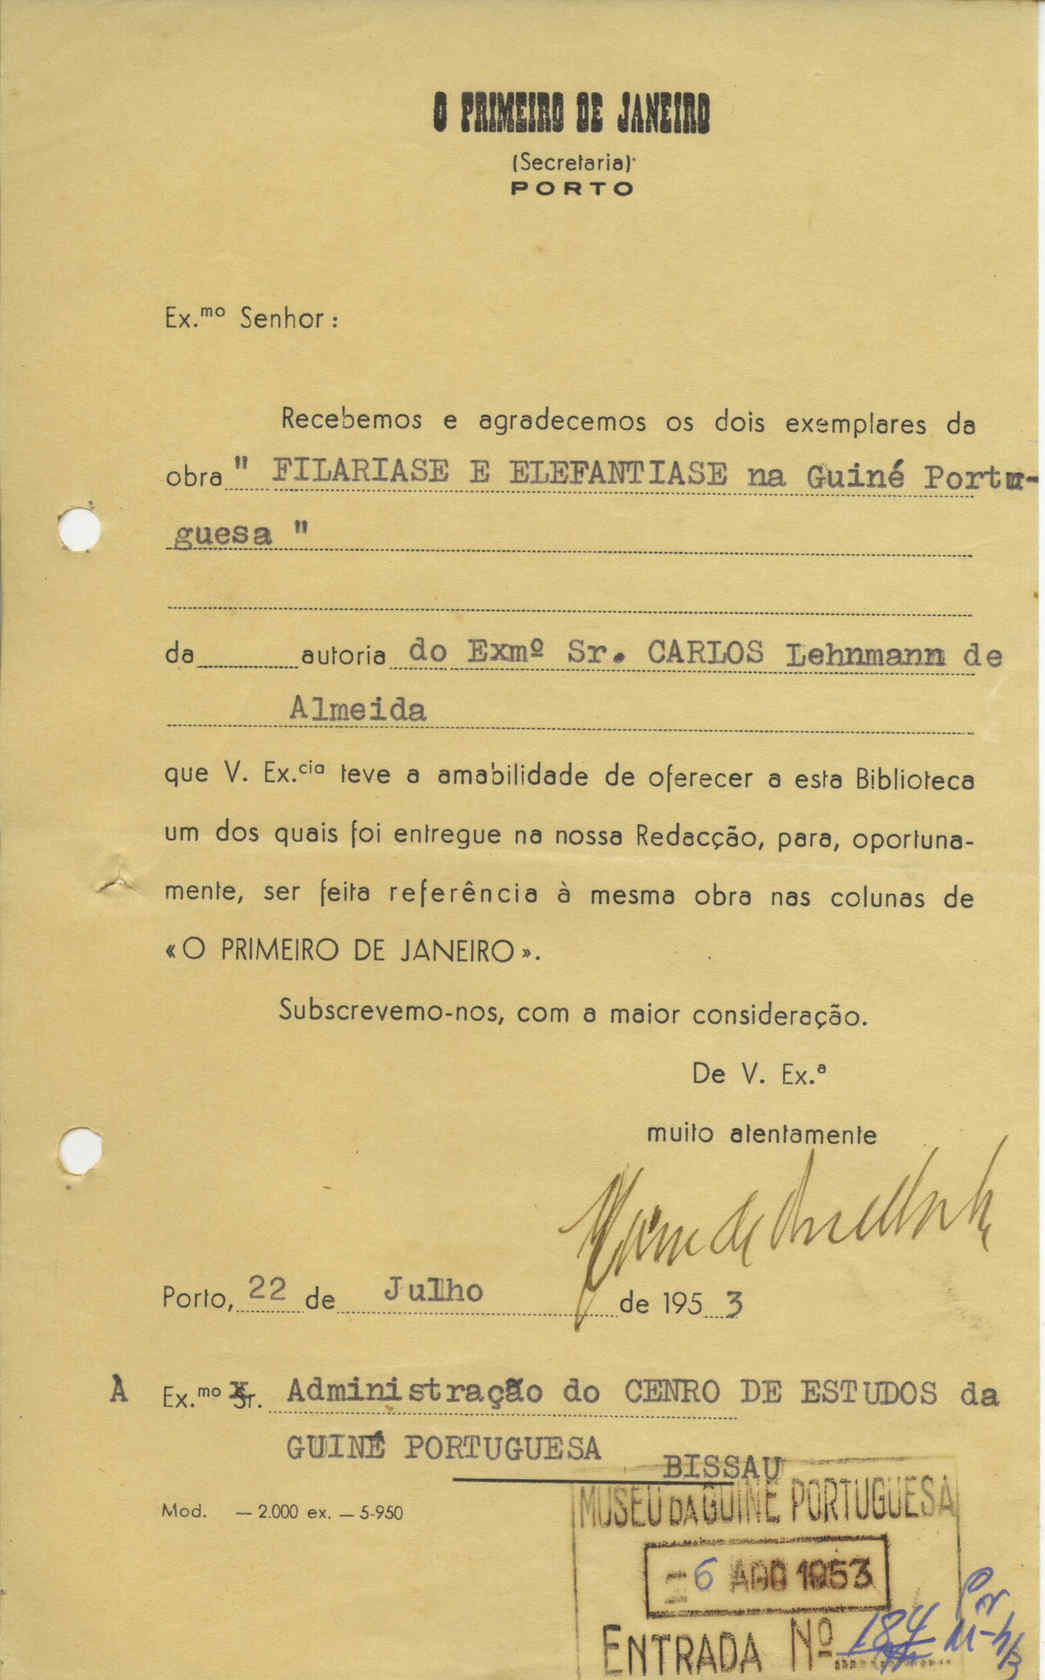 O PRIMEIRO DE JANEIRO
(Secretaria)
PORTO
Ex.mo Senhor:
Recebemos e agradecemos os dois exemplares da
obra " FILARIASE E ELEFANTIASE na Guiné Portu-
guesa "
da autoria do Exmº Sr. CARLOS Lehnmann de
Almeida
que V. Ex.cia teve a amabilidade de oferecer a esta Biblioteca
um dos quais foi entregue na nossa Redacção, para, oportuna-
mente, ser feita referência à mesma obra nas colunas de
«O PRIMEIRO DE JANEIRO».
Subscrevemo-nos, com a maior consideração.
De V. Ex.ª
muito atentamente
Porto, 22 de Julho de 195 3
À Ex.mo Sr. Administração do CENRO DE ESTUDOS da
GUINÉ PORTUGUESA
BISSAU
Mod. — 2.000 ex. — 5-950
MUSEU DA GUINÉ PORTUGUESA
-6 AGO 1953
ENTRADA Nº 184